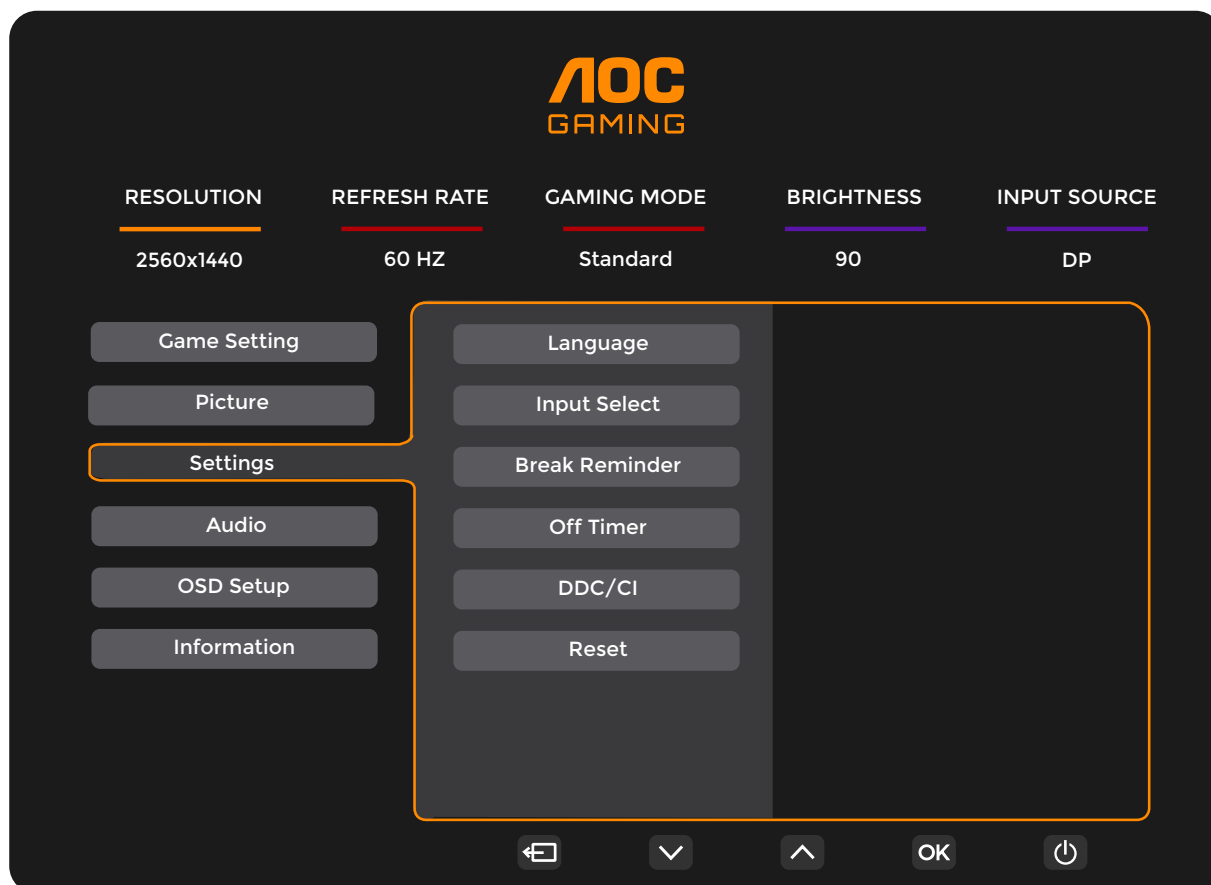 AOC
GAMING
RESOLUTION REFRESH RATE GAMING MODE BRIGHTNESS INPUT SOURCE
2560x1440 60 HZ Standard 90 DP
Game Setting
Picture
Settings
Audio
OSD Setup
Information
Language
Input Select
Break Reminder
Off Timer
DDC/CI
Reset
OK